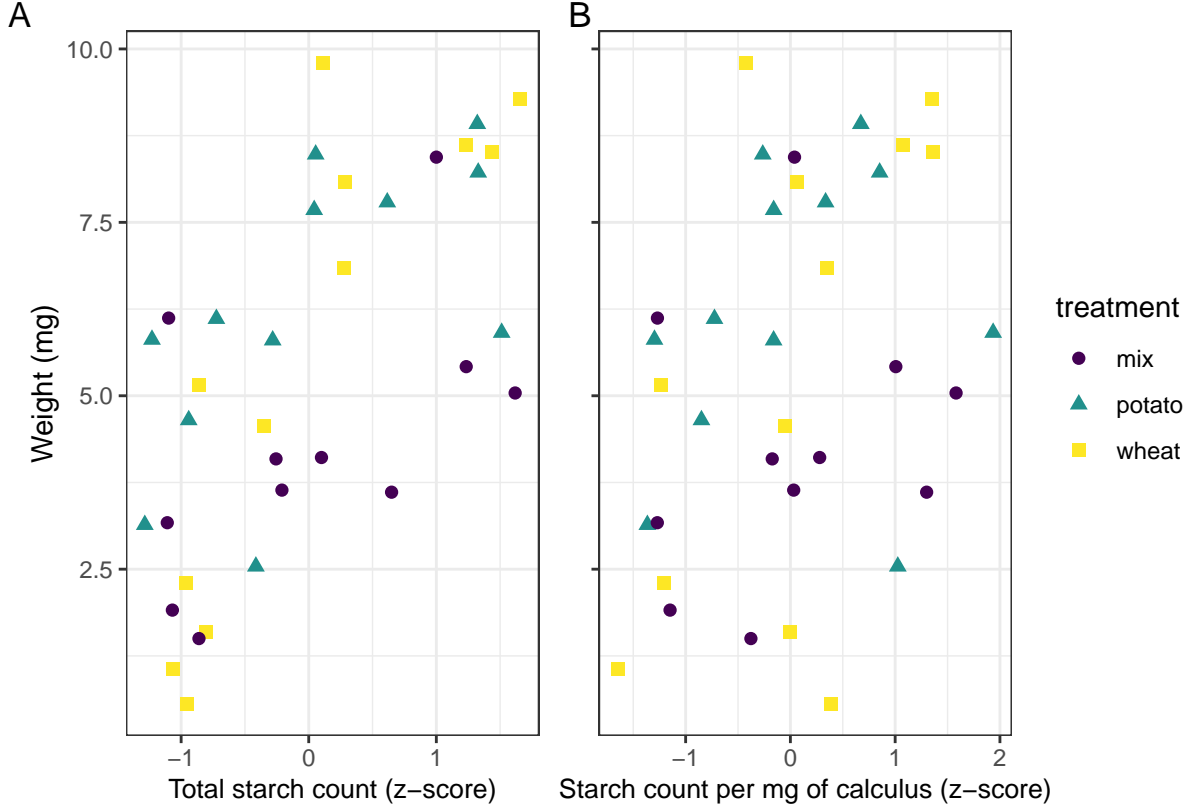 A
B
10.0
7.5
5.0
2.5
Weight (mg)
−1
0
1
−1
0
1
2
Total starch count (z−score)
Starch count per mg of calculus (z−score)
treatment
mix
potato
wheat